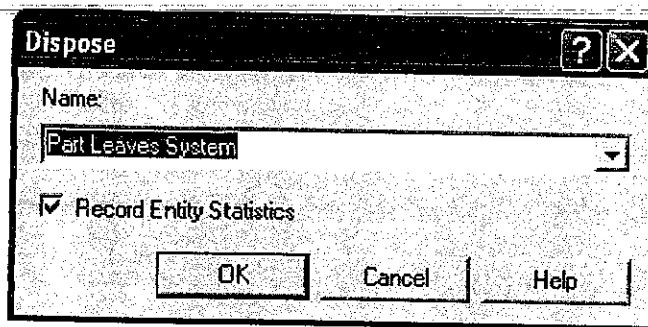 Dispose ? X
Name:
Part Leaves System
Record Entity Statistics
OK Cancel Help